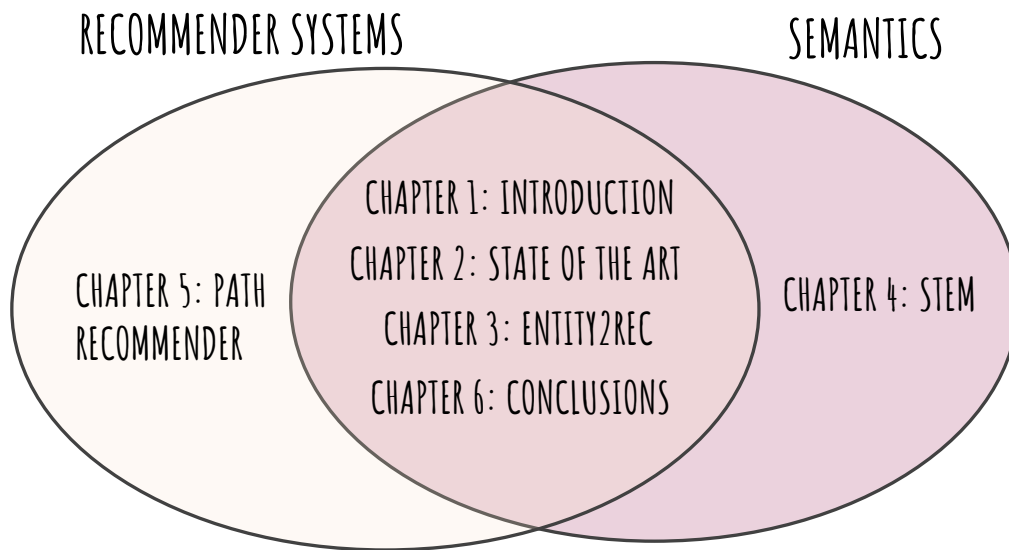 RECOMMENDER SYSTEMS
SEMANTICS
CHAPTER 1: INTRODUCTION
CHAPTER 2: STATE OF THE ART
CHAPTER 3: ENTITY2REC
CHAPTER 6: CONCLUSIONS
CHAPTER 5: PATH
RECOMMENDER
CHAPTER 4: STEM